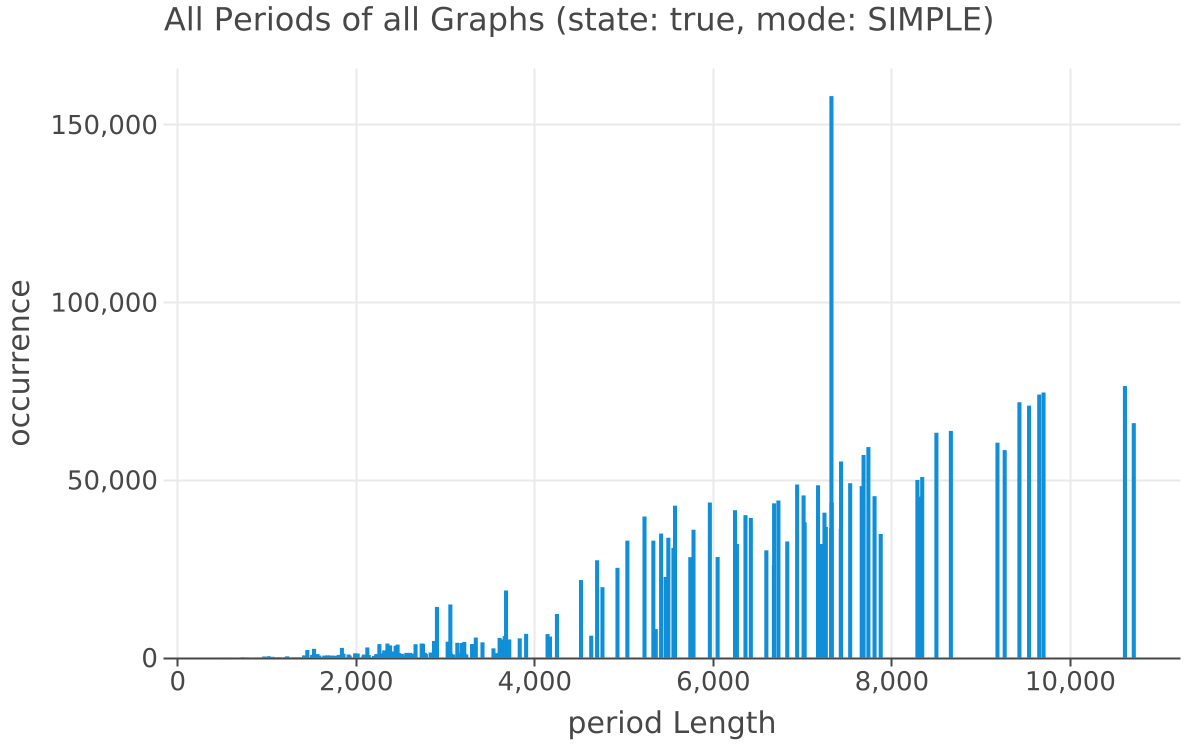 All Periods of all Graphs (state: true, mode: SIMPLE)
150,000
100,000
50,000
0
occurrence
0 2,000 4,000 6,000 8,000 10,000
period Length